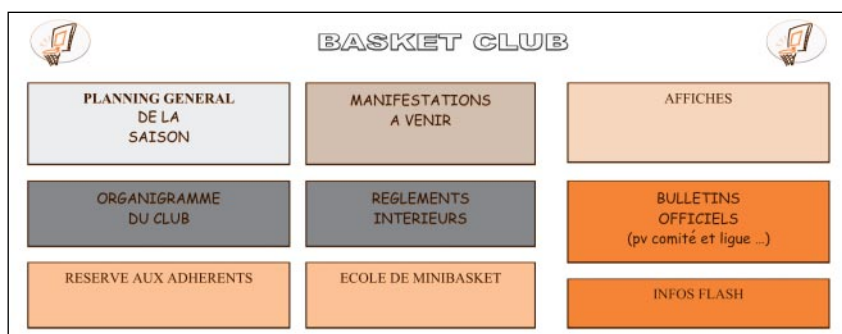 BASKET CLUB
PLANNING GENERAL
DE LA
SAISON
MANIFESTATIONS
A VENIR
AFFICHES
ORGANIGRAMME
DU CLUB
REGLEMENTS
INTERIEURS
BULLETINS
OFFICIELS
(pv comité et ligue ...)
RESERVE AUX ADHERENTS
ECOLE DE MINIBASKET
INFOS FLASH